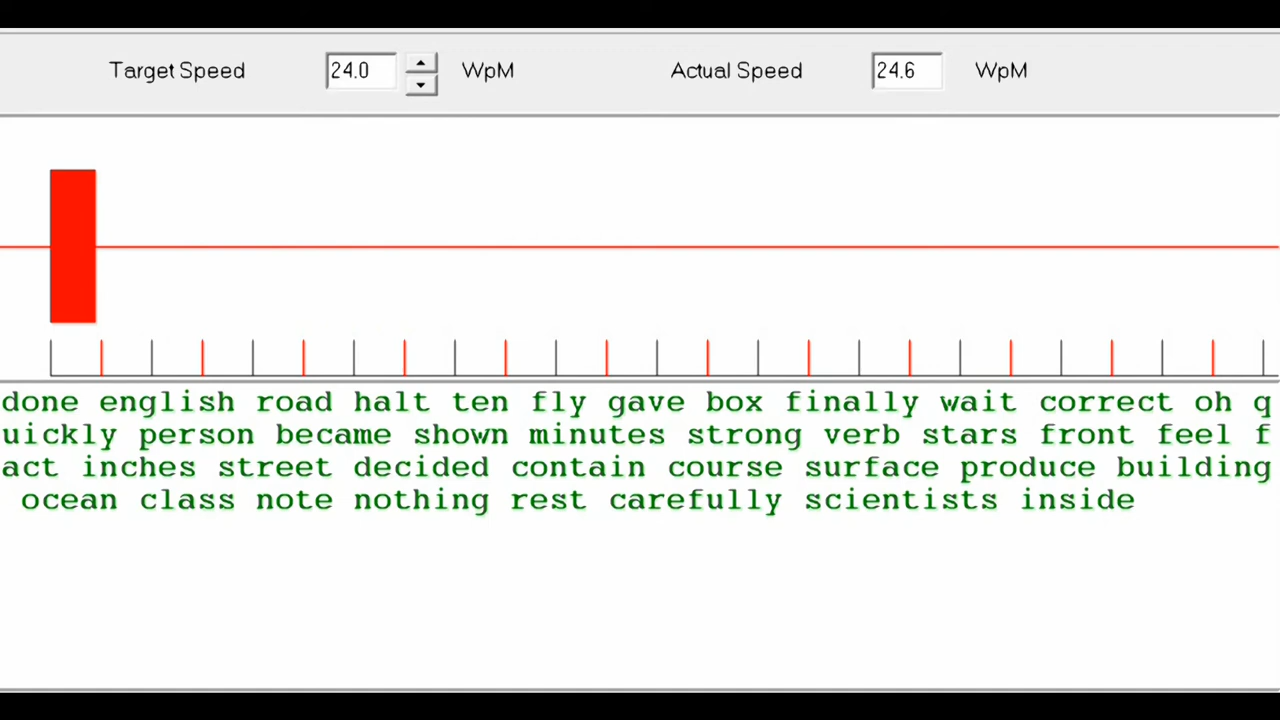 Target Speed 24.0 WpM Actual Speed 24.6 WpM
done english road halt ten fly gave box finally wait correct oh q
uickly person became shown minutes strong verb stars front feel f
act inches street decided contain course surface produce building
ocean class note nothing rest carefully scientists inside